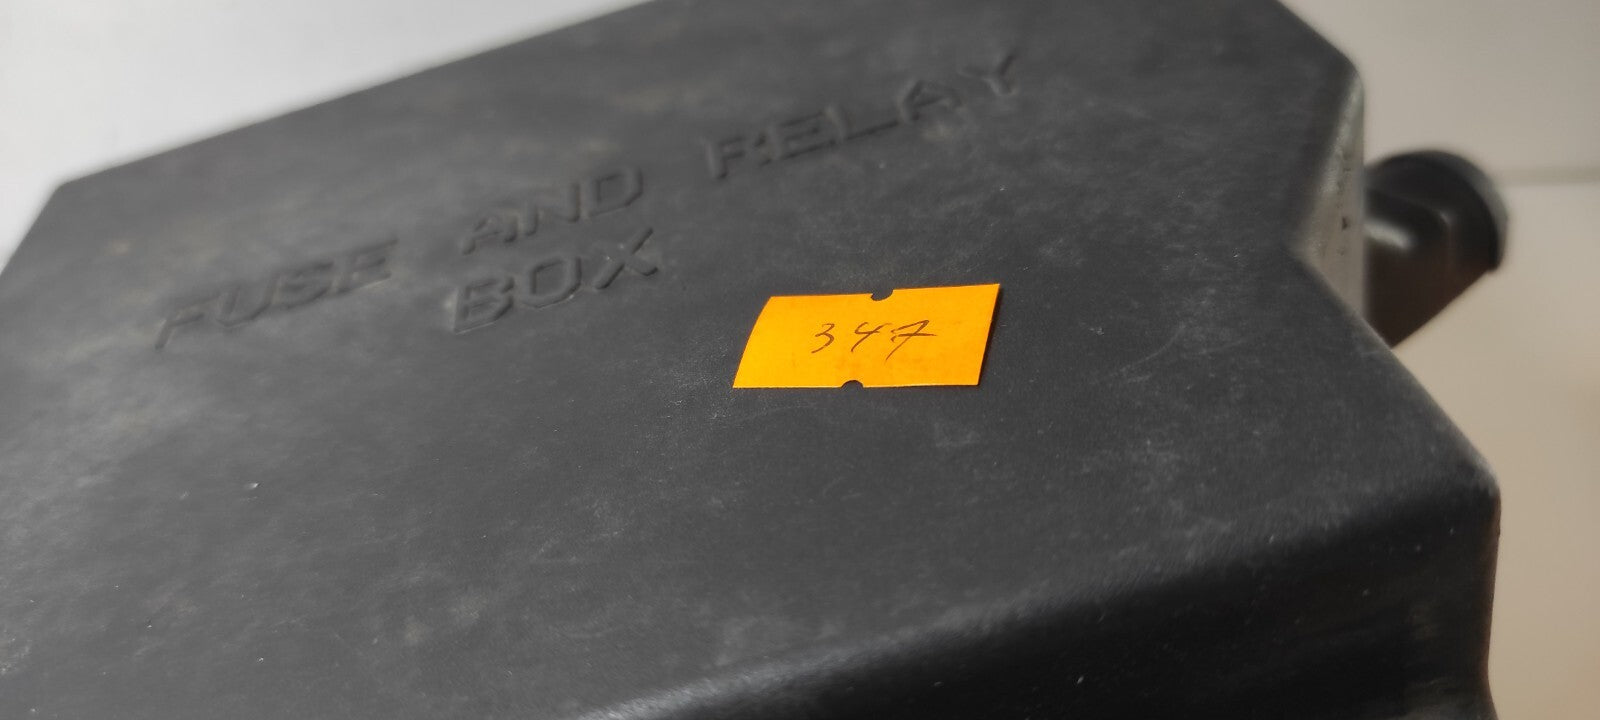 FUSE AND RELAY
BOX
347